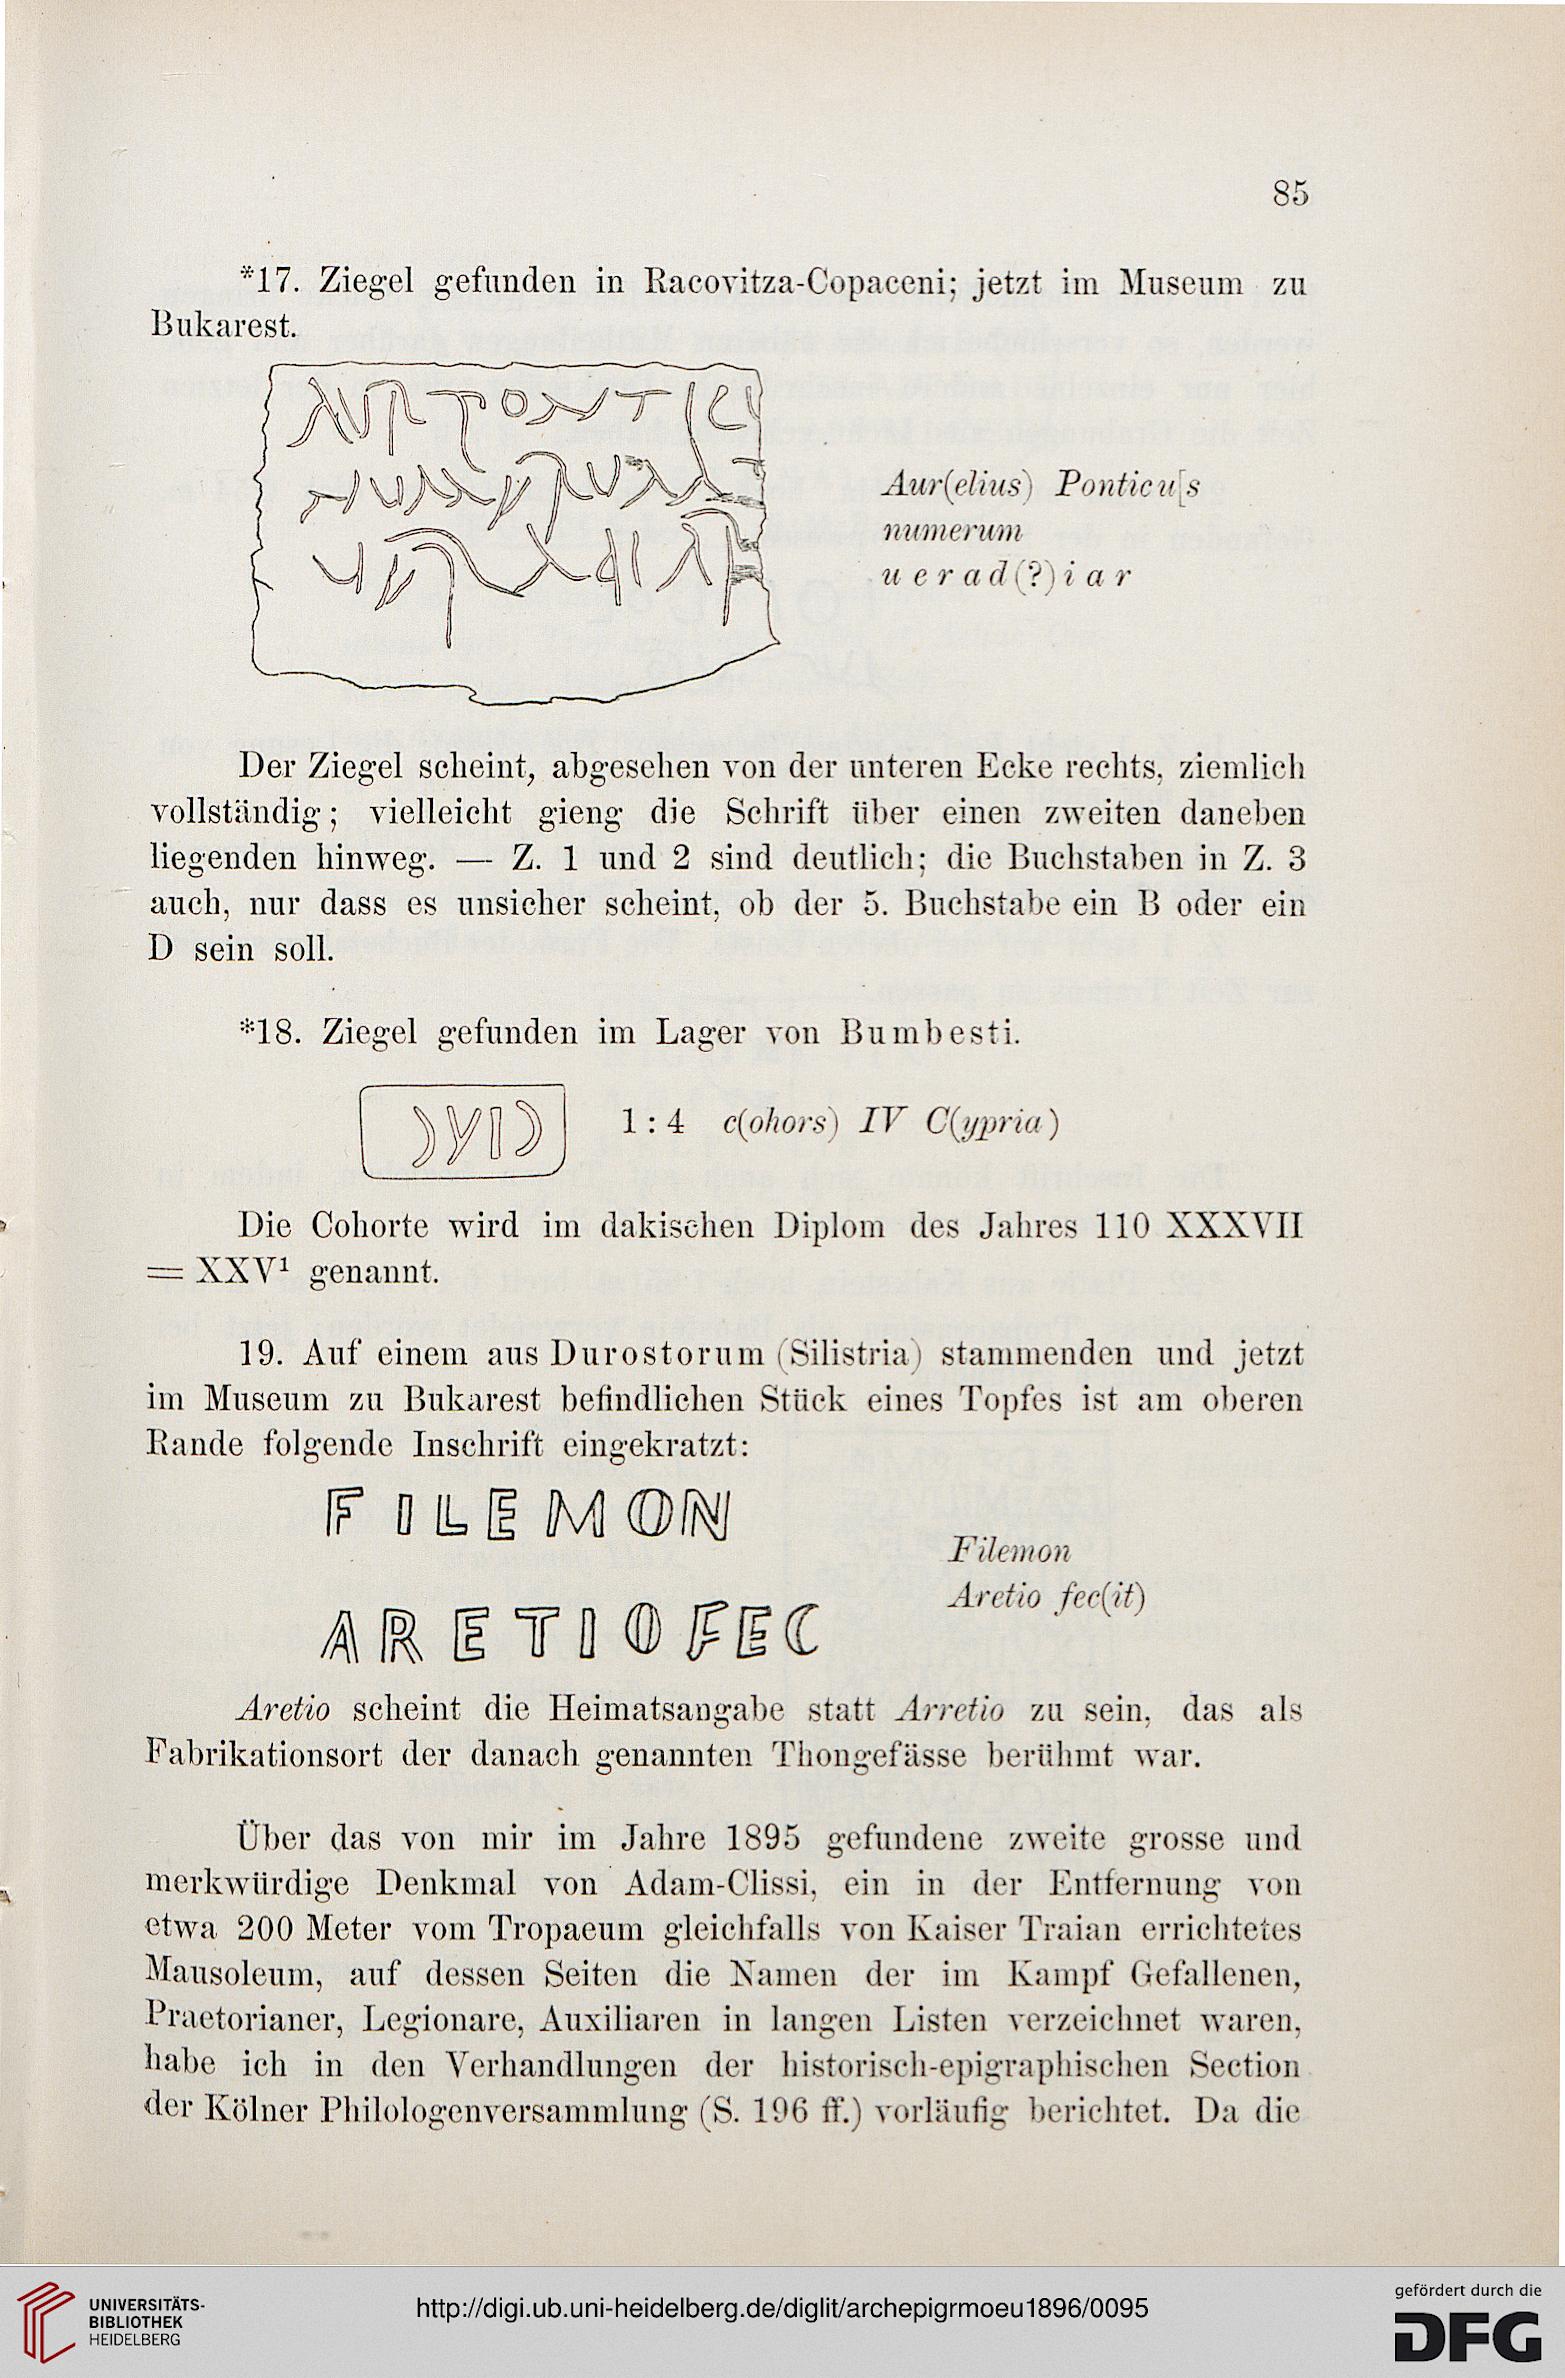 85
*17. Ziegel gefunden in Racovitza-Copaceni; jetzt im Museum zu
Bukarest.
Aur(elius) Ponticu[s
numerum
u e r a d (?) i a r
Der Ziegel scheint, abgesehen von der unteren Ecke rechts, ziemlich
vollständig; vielleicht gieng die Schrift über einen zweiten daneben
liegenden hinweg. — Z. 1 und 2 sind deutlich; die Buchstaben in Z. 3
auch, nur dass es unsicher scheint, ob der 5. Buchstabe ein B oder ein
D sein soll.
*18. Ziegel gefunden im Lager von Bumbesti.
1 : 4 c(ohors) IV C(ypria)
Die Cohorte wird im dakischen Diplom des Jahres 110 XXXVII
= XXV¹ genannt.
19. Auf einem aus Durostorum (Silistria) stammenden und jetzt
im Museum zu Bukarest befindlichen Stück eines Topfes ist am oberen
Rande folgende Inschrift eingekratzt:
FILEMON
Filemon
Aretio fec(it)
ARETIO FEC
Aretio scheint die Heimatsangabe statt Arretio zu sein, das als
Fabrikationsort der danach genannten Thongefässe berühmt war.
Über das von mir im Jahre 1895 gefundene zweite grosse und
merkwürdige Denkmal von Adam-Clissi, ein in der Entfernung von
etwa 200 Meter vom Tropaeum gleichfalls von Kaiser Traian errichtetes
Mausoleum, auf dessen Seiten die Namen der im Kampf Gefallenen,
Praetorianer, Legionare, Auxiliaren in langen Listen verzeichnet waren,
habe ich in den Verhandlungen der historisch-epigraphischen Section
der Kölner Philologenversammlung (S. 196 ff.) vorläufig berichtet. Da die
UNIVERSITÄTS-
BIBLIOTHEK
HEIDELBERG
http://digi.ub.uni-heidelberg.de/diglit/archepigrmoeu1896/0095
gefördert durch die
DFG